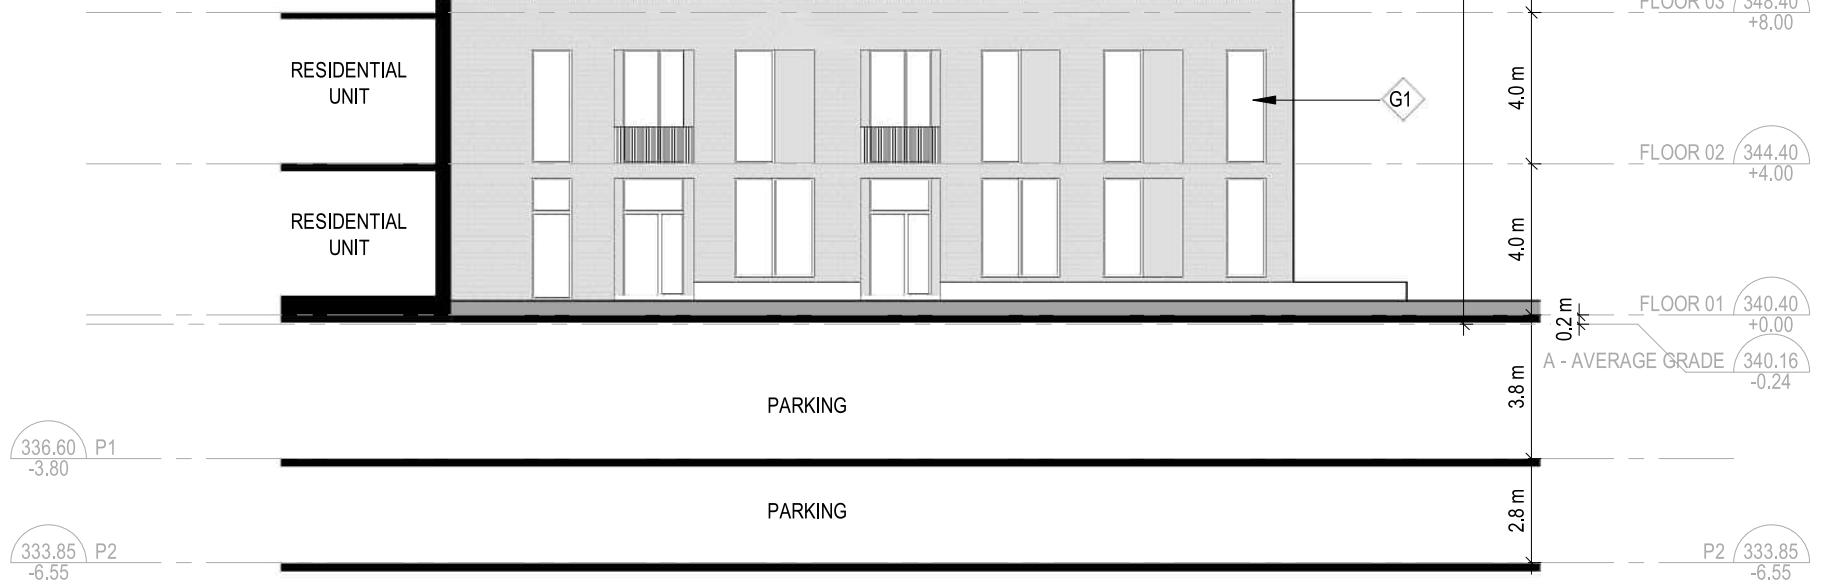 FLOOR 03 348.40
+8.00
RESIDENTIAL
UNIT
4.0 m
G1
FLOOR 02 344.40
+4.00
RESIDENTIAL
UNIT
4.0 m
FLOOR 01 340.40
+0.00
0.2 m
A - AVERAGE GRADE 340.16
-0.24
3.8 m
PARKING
336.60 P1
-3.80
PARKING
2.8 m
333.85 P2
-6.55
P2 333.85
-6.55